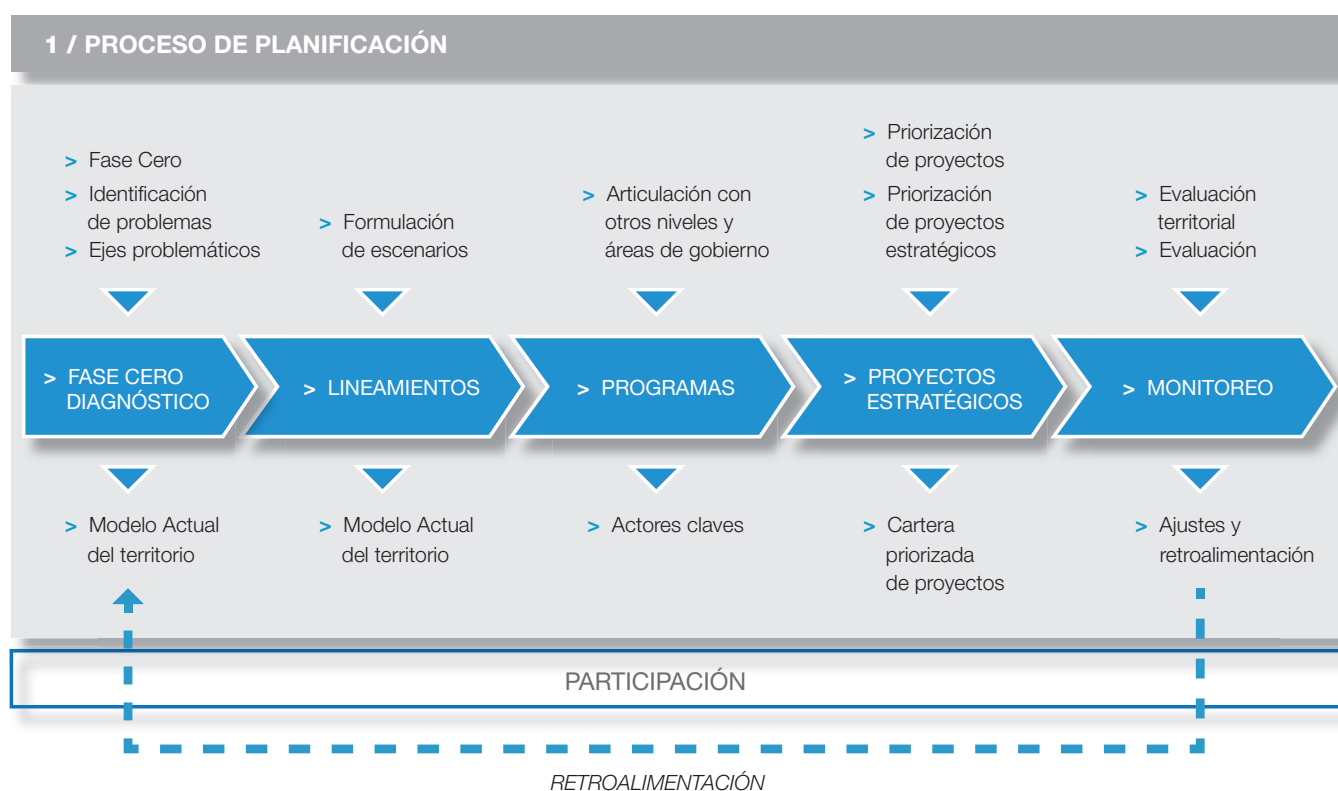 1 / PROCESO DE PLANIFICACIÓN
> Fase Cero
> Identificación
de problemas
> Ejes problemáticos
> Formulación
de escenarios
> Articulación con
otros niveles y
áreas de gobierno
> Priorización
de proyectos
> Priorización
de proyectos
estratégicos
> Evaluación
territorial
> Evaluación
> FASE CERO
DIAGNÓSTICO
> LINEAMIENTOS
> PROGRAMAS
> PROYECTOS
ESTRATÉGICOS
> MONITOREO
> Modelo Actual
del territorio
> Modelo Actual
del territorio
> Actores claves
> Cartera
priorizada
de proyectos
> Ajustes y
retroalimentación
PARTICIPACIÓN
RETROALIMENTACIÓN